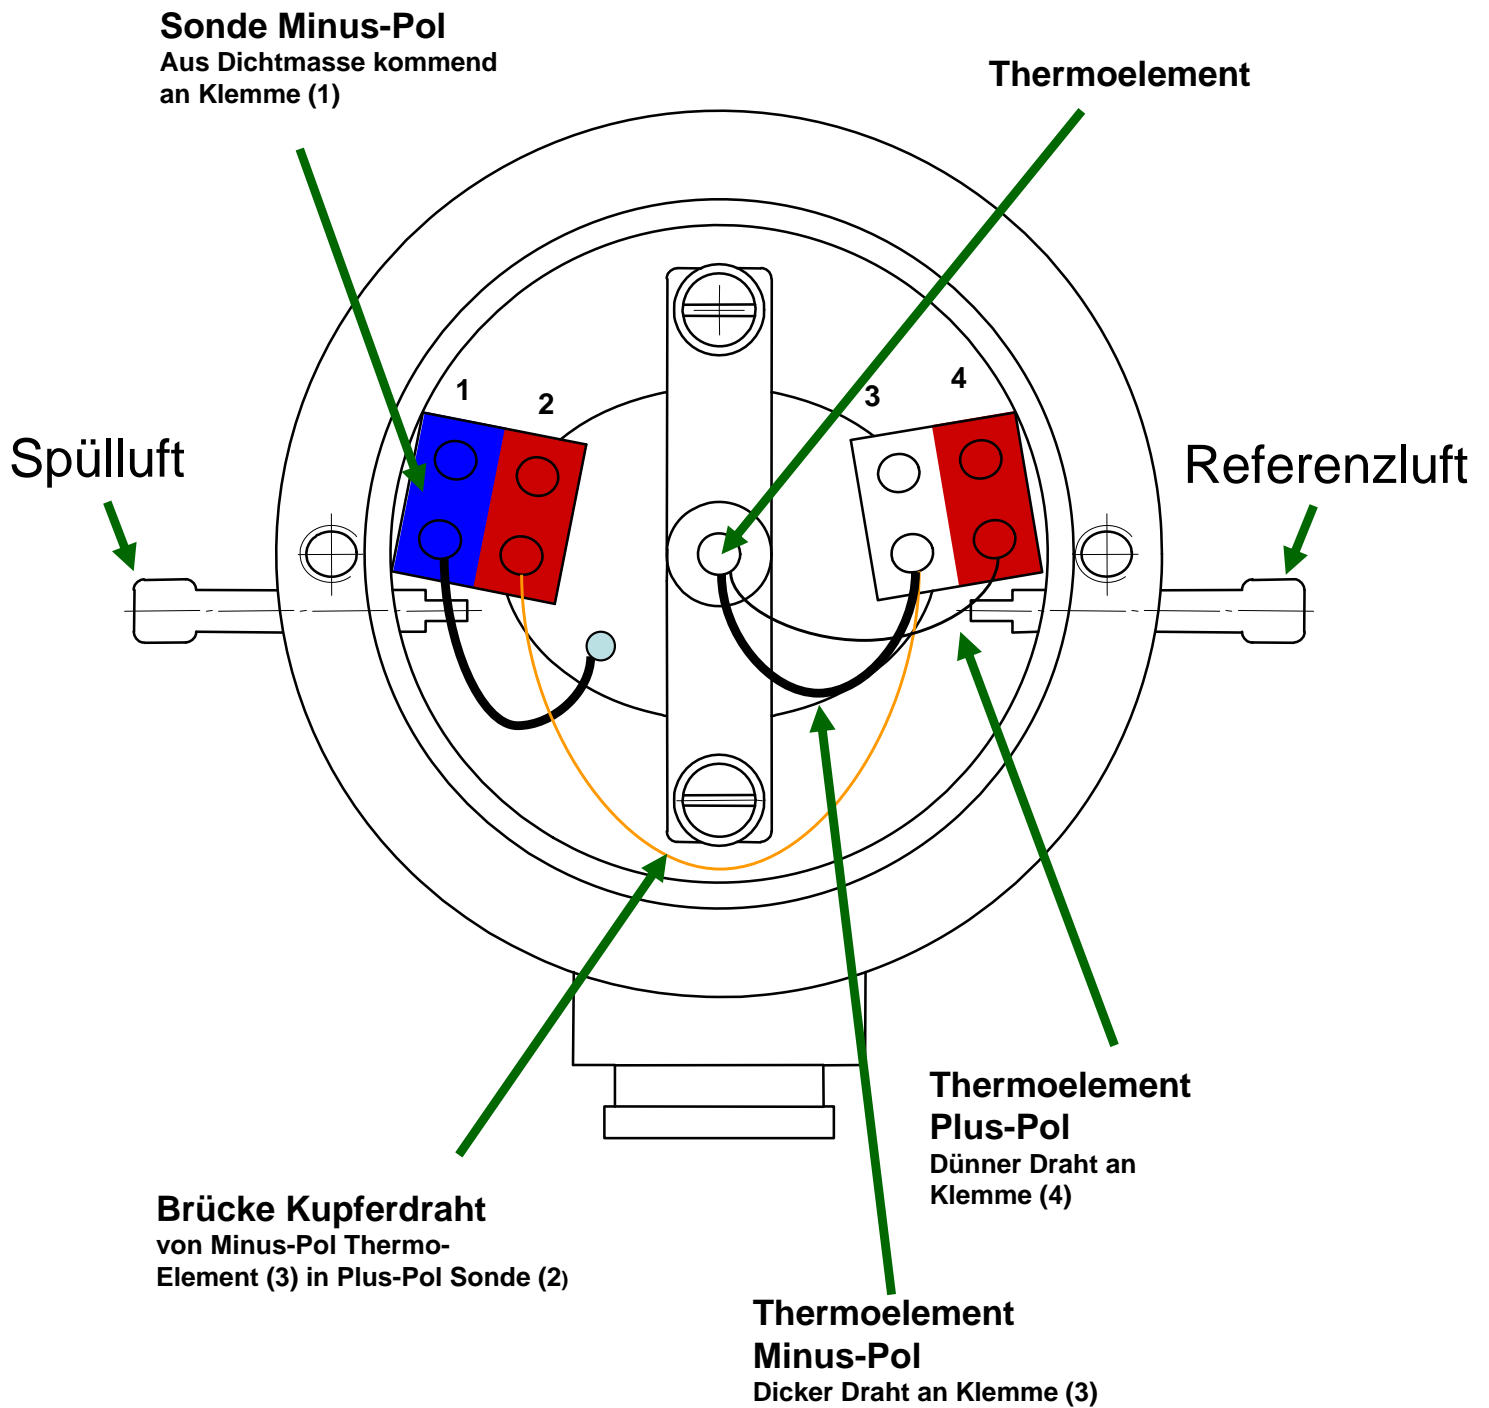 Sonde Minus-Pol
Aus Dichtmasse kommend
an Klemme (1)
Thermoelement
1
2
3
4
Spülluft
Referenzluft
Thermoelement
Plus-Pol
Dünner Draht an
Klemme (4)
Brücke Kupferdraht
von Minus-Pol Thermo-
Element (3) in Plus-Pol Sonde (2)
Thermoelement
Minus-Pol
Dicker Draht an Klemme (3)